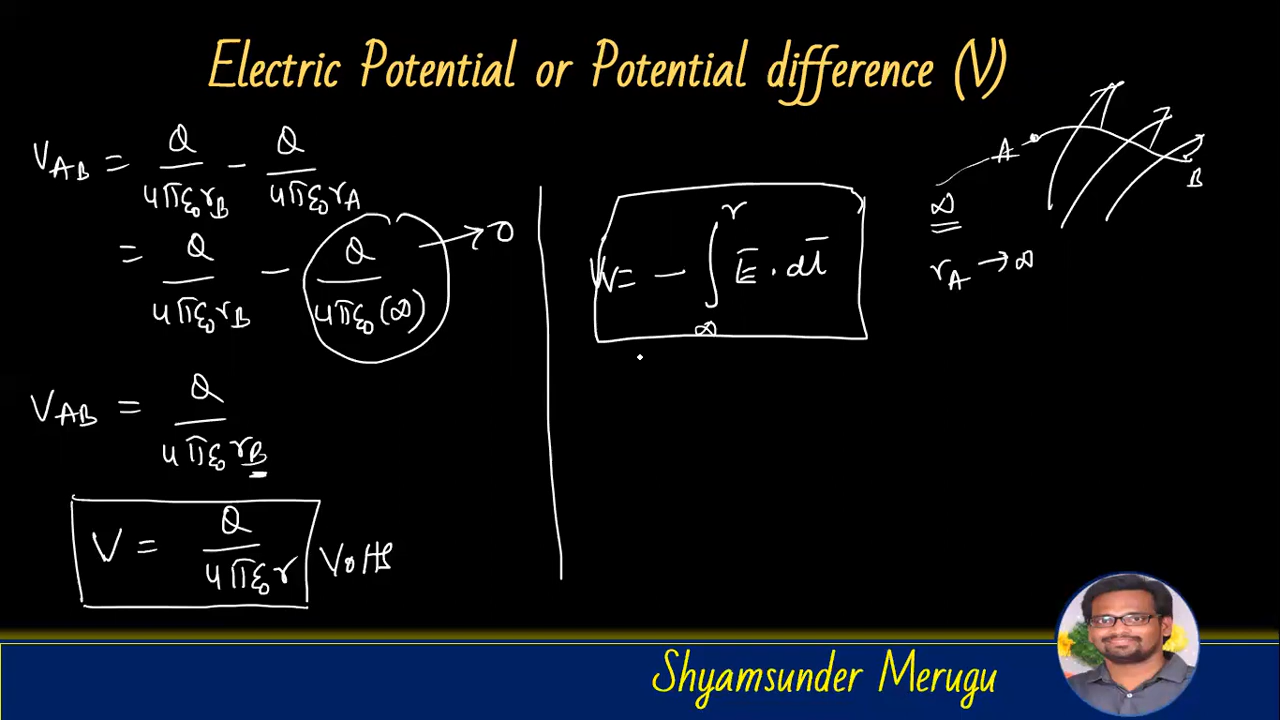 Electric Potential or Potential difference (V)
V_AB = Q/4πε₀r_B − Q/4πε₀r_A
= Q/4πε₀r_B − Q/4πε₀(∞) → 0
V_AB = Q/4πε₀r_B
V = Q/4πε₀r Volts
V = − ∫_∞^r E̅ . dl̅
A
B
∞
r_A → ∞
Shyamsunder Merugu